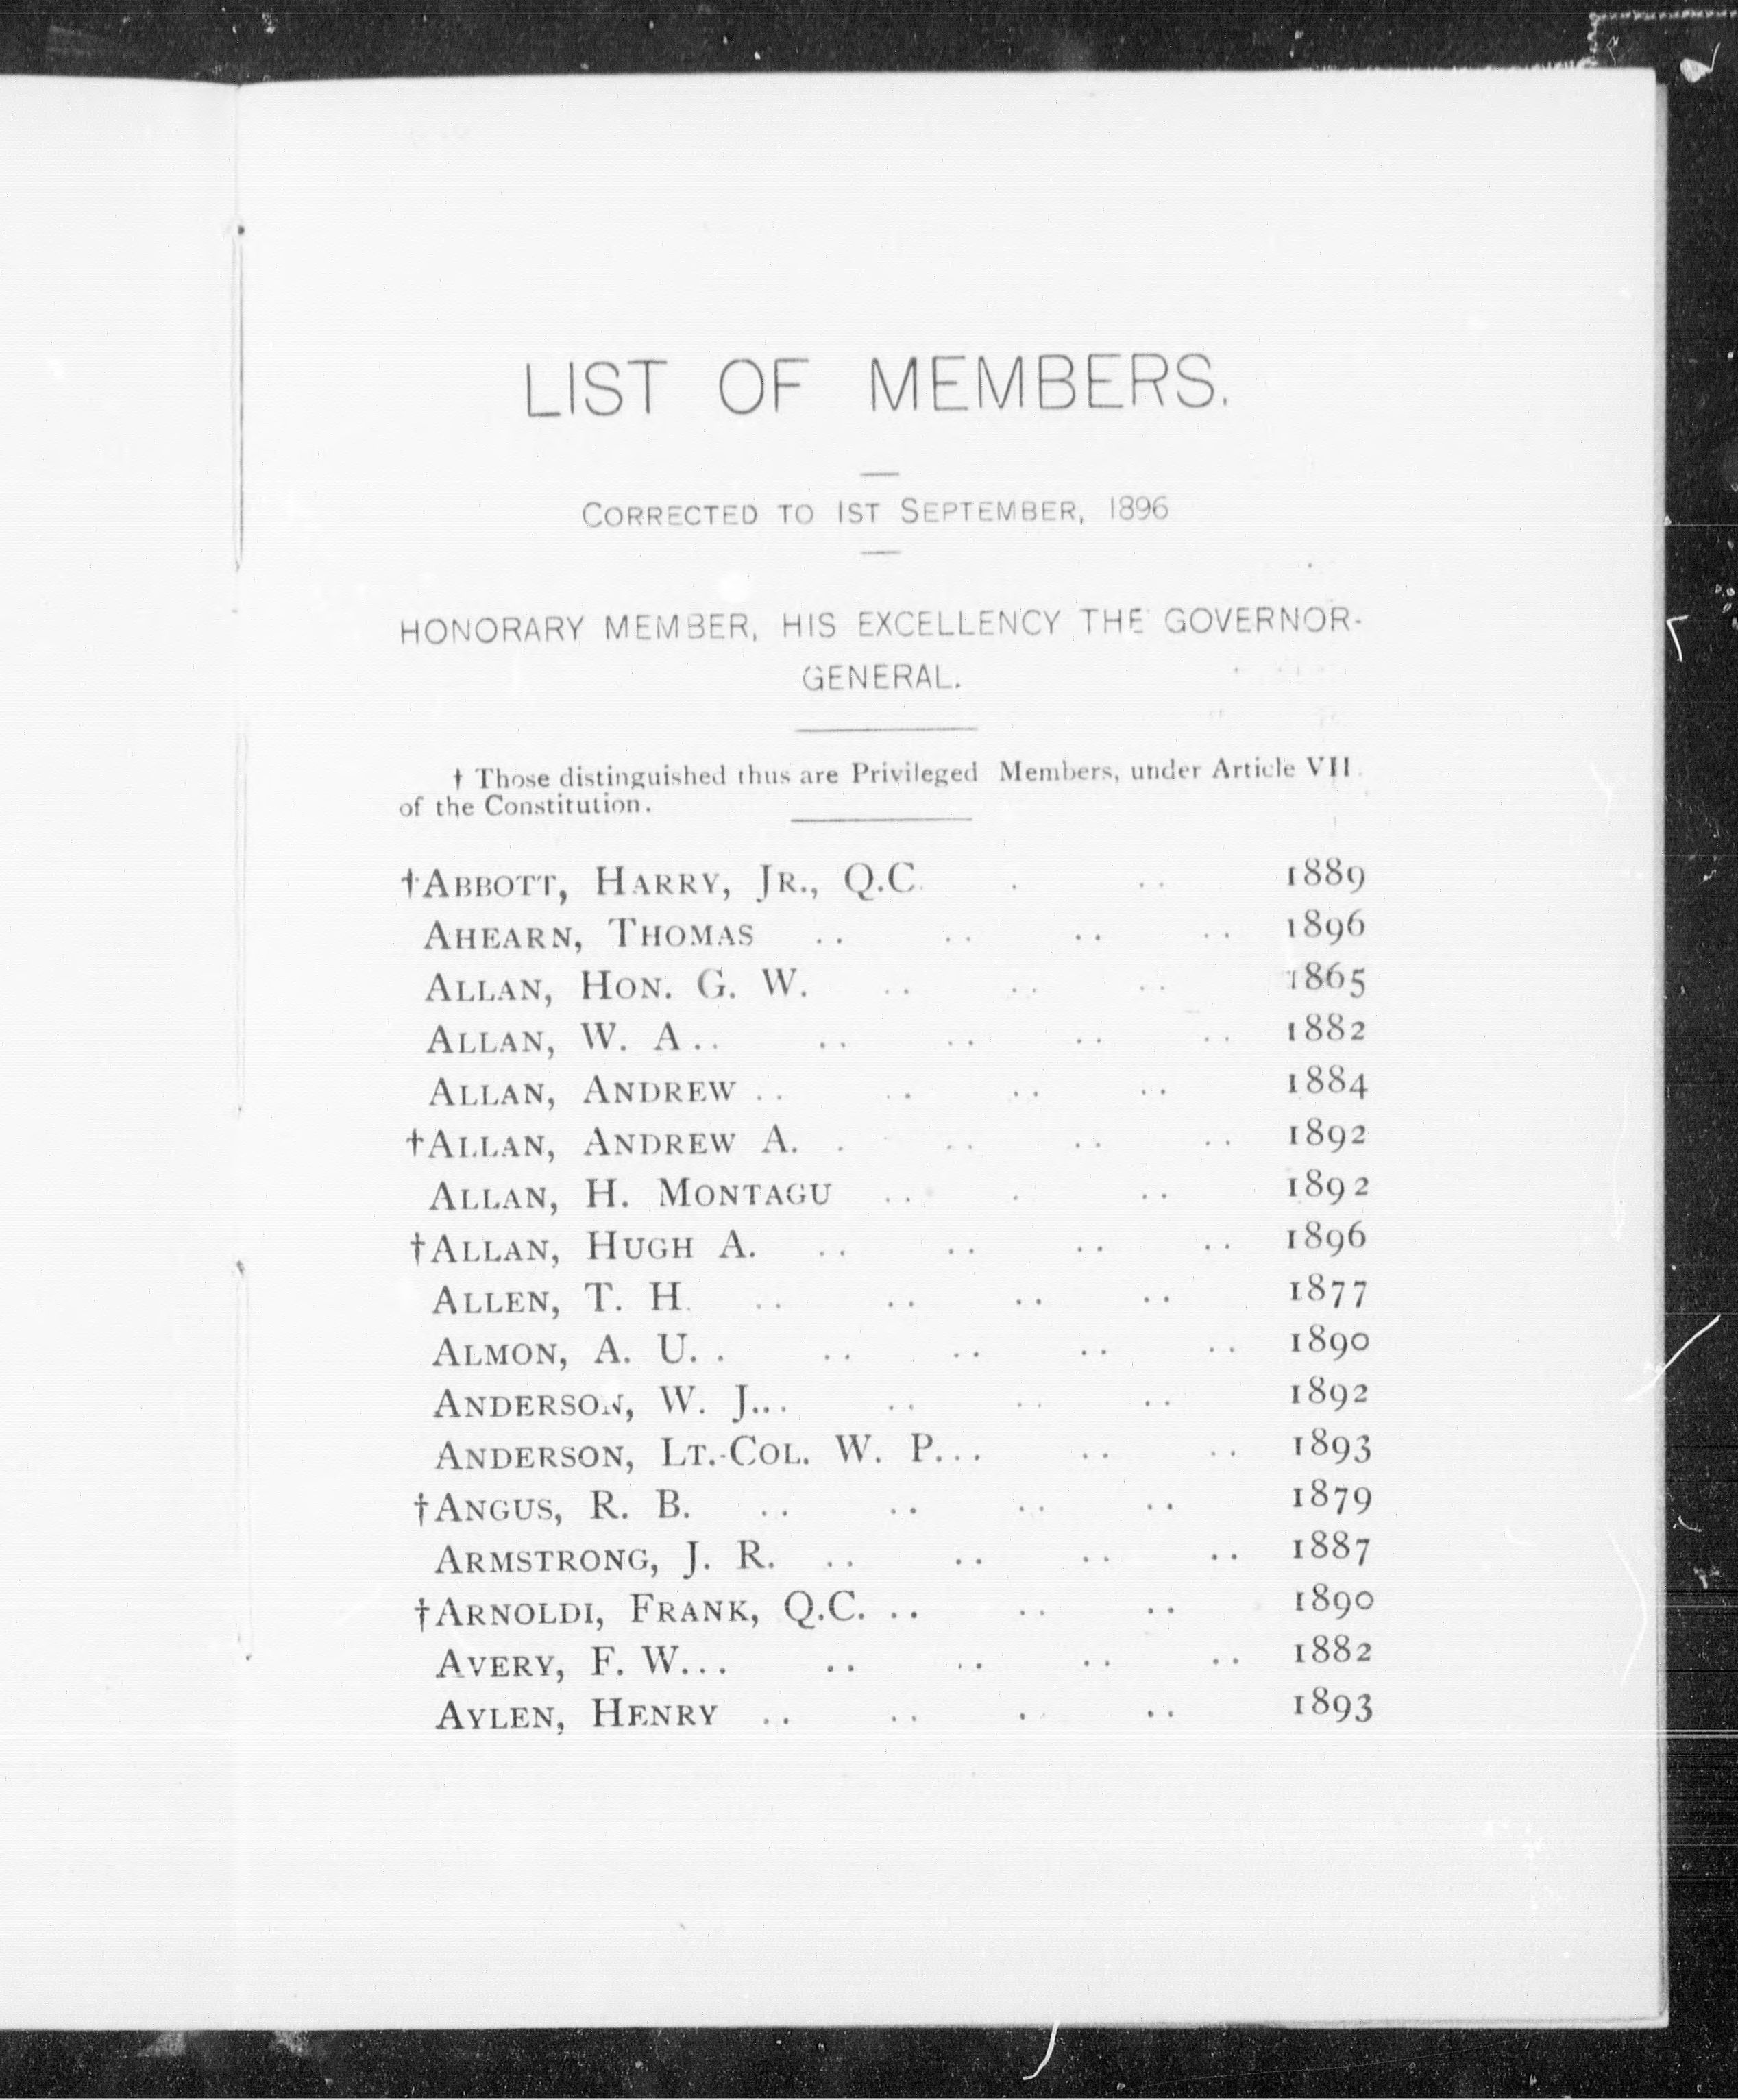 LIST OF MEMBERS.
CORRECTED TO 1ST SEPTEMBER, 1896
HONORARY MEMBER, HIS EXCELLENCY THE GOVERNOR-
GENERAL.
† Those distinguished thus are Privileged Members, under Article VII
of the Constitution.
†ABBOTT, HARRY, JR., Q.C. . .. 1889
AHEARN, THOMAS .. .. .. .. 1896
ALLAN, HON. G. W. .. .. .. 1865
ALLAN, W. A.. .. .. .. .. 1882
ALLAN, ANDREW .. .. .. .. 1884
†ALLAN, ANDREW A. . .. .. .. 1892
ALLAN, H. MONTAGU .. . .. 1892
†ALLAN, HUGH A. .. .. .. .. 1896
ALLEN, T. H. .. .. .. .. 1877
ALMON, A. U. . .. .. .. .. 1890
ANDERSON, W. J... .. .. .. 1892
ANDERSON, LT.-COL. W. P... .. .. 1893
†ANGUS, R. B. .. .. .. .. 1879
ARMSTRONG, J. R. .. .. .. .. 1887
†ARNOLDI, FRANK, Q.C. .. .. .. 1890
AVERY, F. W... .. .. .. .. 1882
AYLEN, HENRY .. .. .. .. 1893